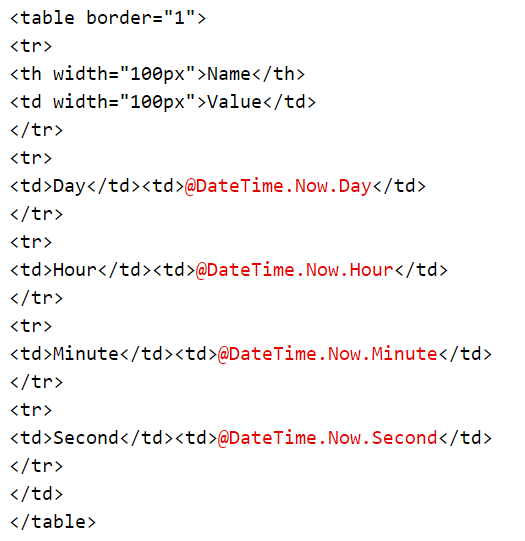 <table border="1">
<tr>
<th width="100px">Name</th>
<td width="100px">Value</td>
</tr>
<tr>
<td>Day</td><td>@DateTime.Now.Day</td>
</tr>
<tr>
<td>Hour</td><td>@DateTime.Now.Hour</td>
</tr>
<tr>
<td>Minute</td><td>@DateTime.Now.Minute</td>
</tr>
<tr>
<td>Second</td><td>@DateTime.Now.Second</td>
</tr>
</td>
</table>